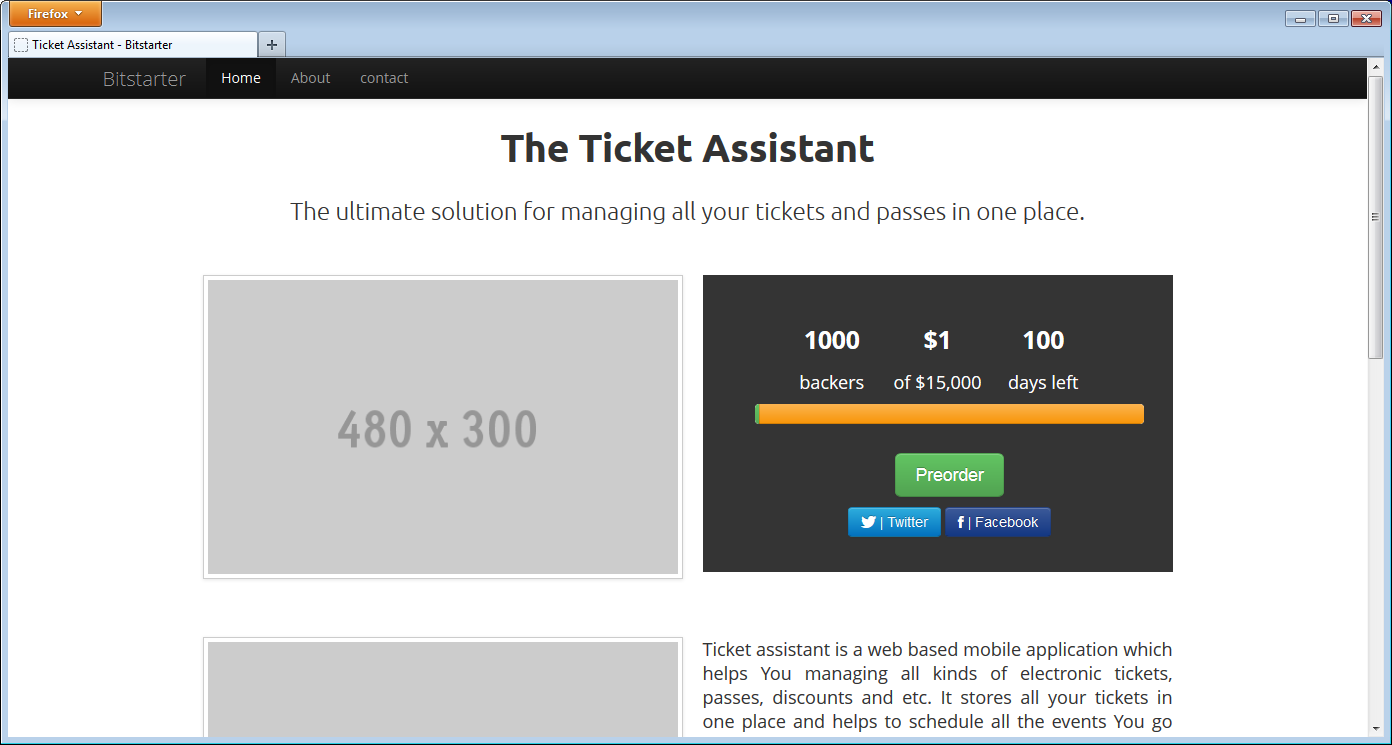 Firefox
Ticket Assistant - Bitstarter
Bitstarter Home About contact
The Ticket Assistant
The ultimate solution for managing all your tickets and passes in one place.
480 x 300
1000 $1 100
backers of $15,000 days left
Preorder
| Twitter f | Facebook
Ticket assistant is a web based mobile application which
helps You managing all kinds of electronic tickets,
passes, discounts and etc. It stores all your tickets in
one place and helps to schedule all the events You go